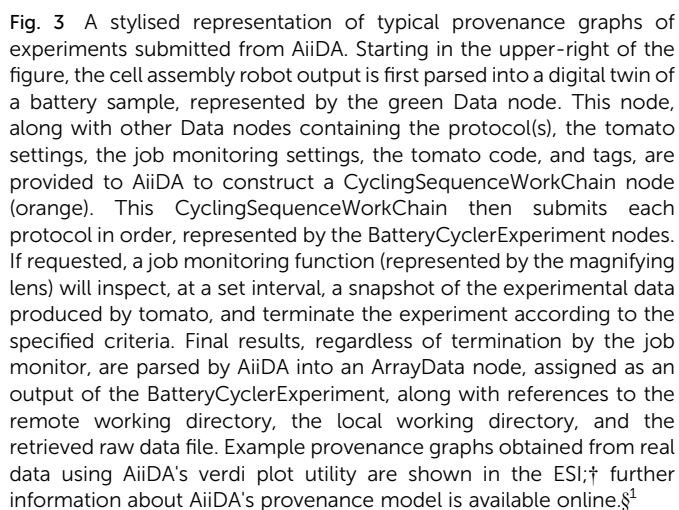 Fig. 3 A stylised representation of typical provenance graphs of
experiments submitted from AiiDA. Starting in the upper-right of the
figure, the cell assembly robot output is first parsed into a digital twin of
a battery sample, represented by the green Data node. This node,
along with other Data nodes containing the protocol(s), the tomato
settings, the job monitoring settings, the tomato code, and tags, are
provided to AiiDA to construct a CyclingSequenceWorkChain node
(orange). This CyclingSequenceWorkChain then submits each
protocol in order, represented by the BatteryCyclerExperiment nodes.
If requested, a job monitoring function (represented by the magnifying
lens) will inspect, at a set interval, a snapshot of the experimental data
produced by tomato, and terminate the experiment according to the
specified criteria. Final results, regardless of termination by the job
monitor, are parsed by AiiDA into an ArrayData node, assigned as an
output of the BatteryCyclerExperiment, along with references to the
remote working directory, the local working directory, and the
retrieved raw data file. Example provenance graphs obtained from real
data using AiiDA's verdi plot utility are shown in the ESI;† further
information about AiiDA's provenance model is available online.§¹